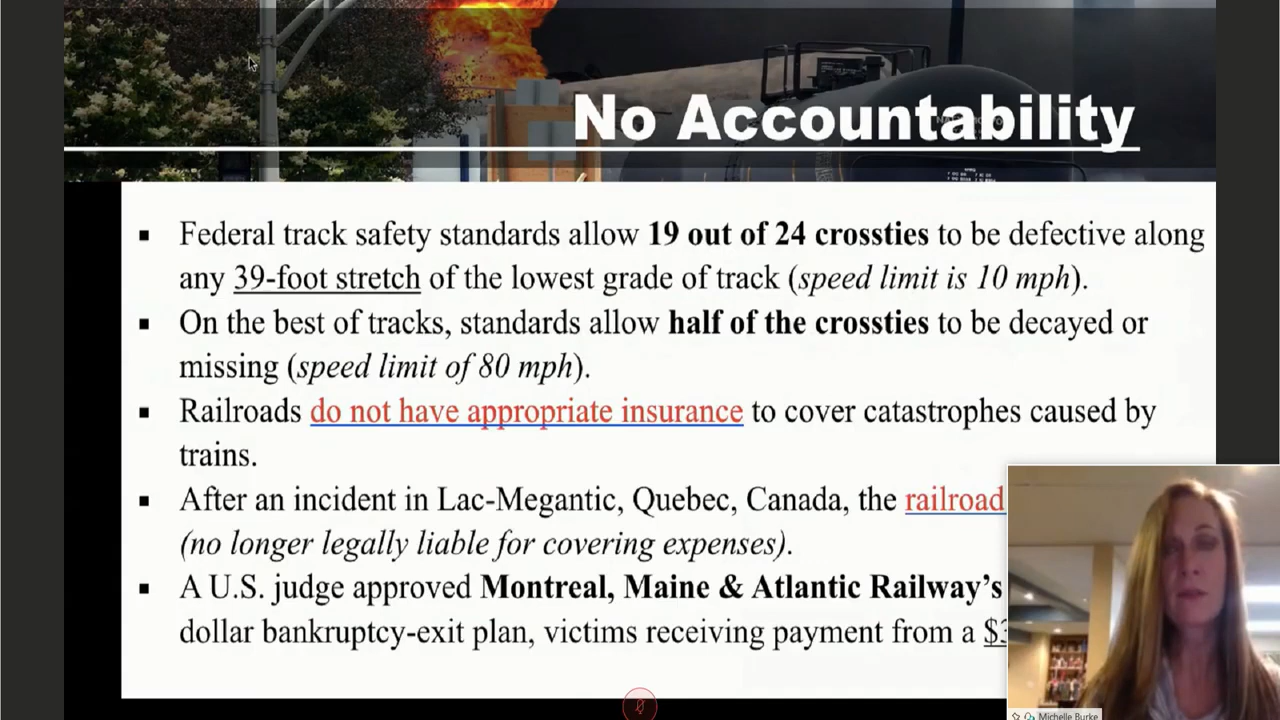 No Accountability
▪ Federal track safety standards allow 19 out of 24 crossties to be defective along
any 39-foot stretch of the lowest grade of track (speed limit is 10 mph).
▪ On the best of tracks, standards allow half of the crossties to be decayed or
missing (speed limit of 80 mph).
▪ Railroads do not have appropriate insurance to cover catastrophes caused by
trains.
▪ After an incident in Lac-Megantic, Quebec, Canada, the railroad
(no longer legally liable for covering expenses).
▪ A U.S. judge approved Montreal, Maine & Atlantic Railway’s
dollar bankruptcy-exit plan, victims receiving payment from a
Michelle Burke